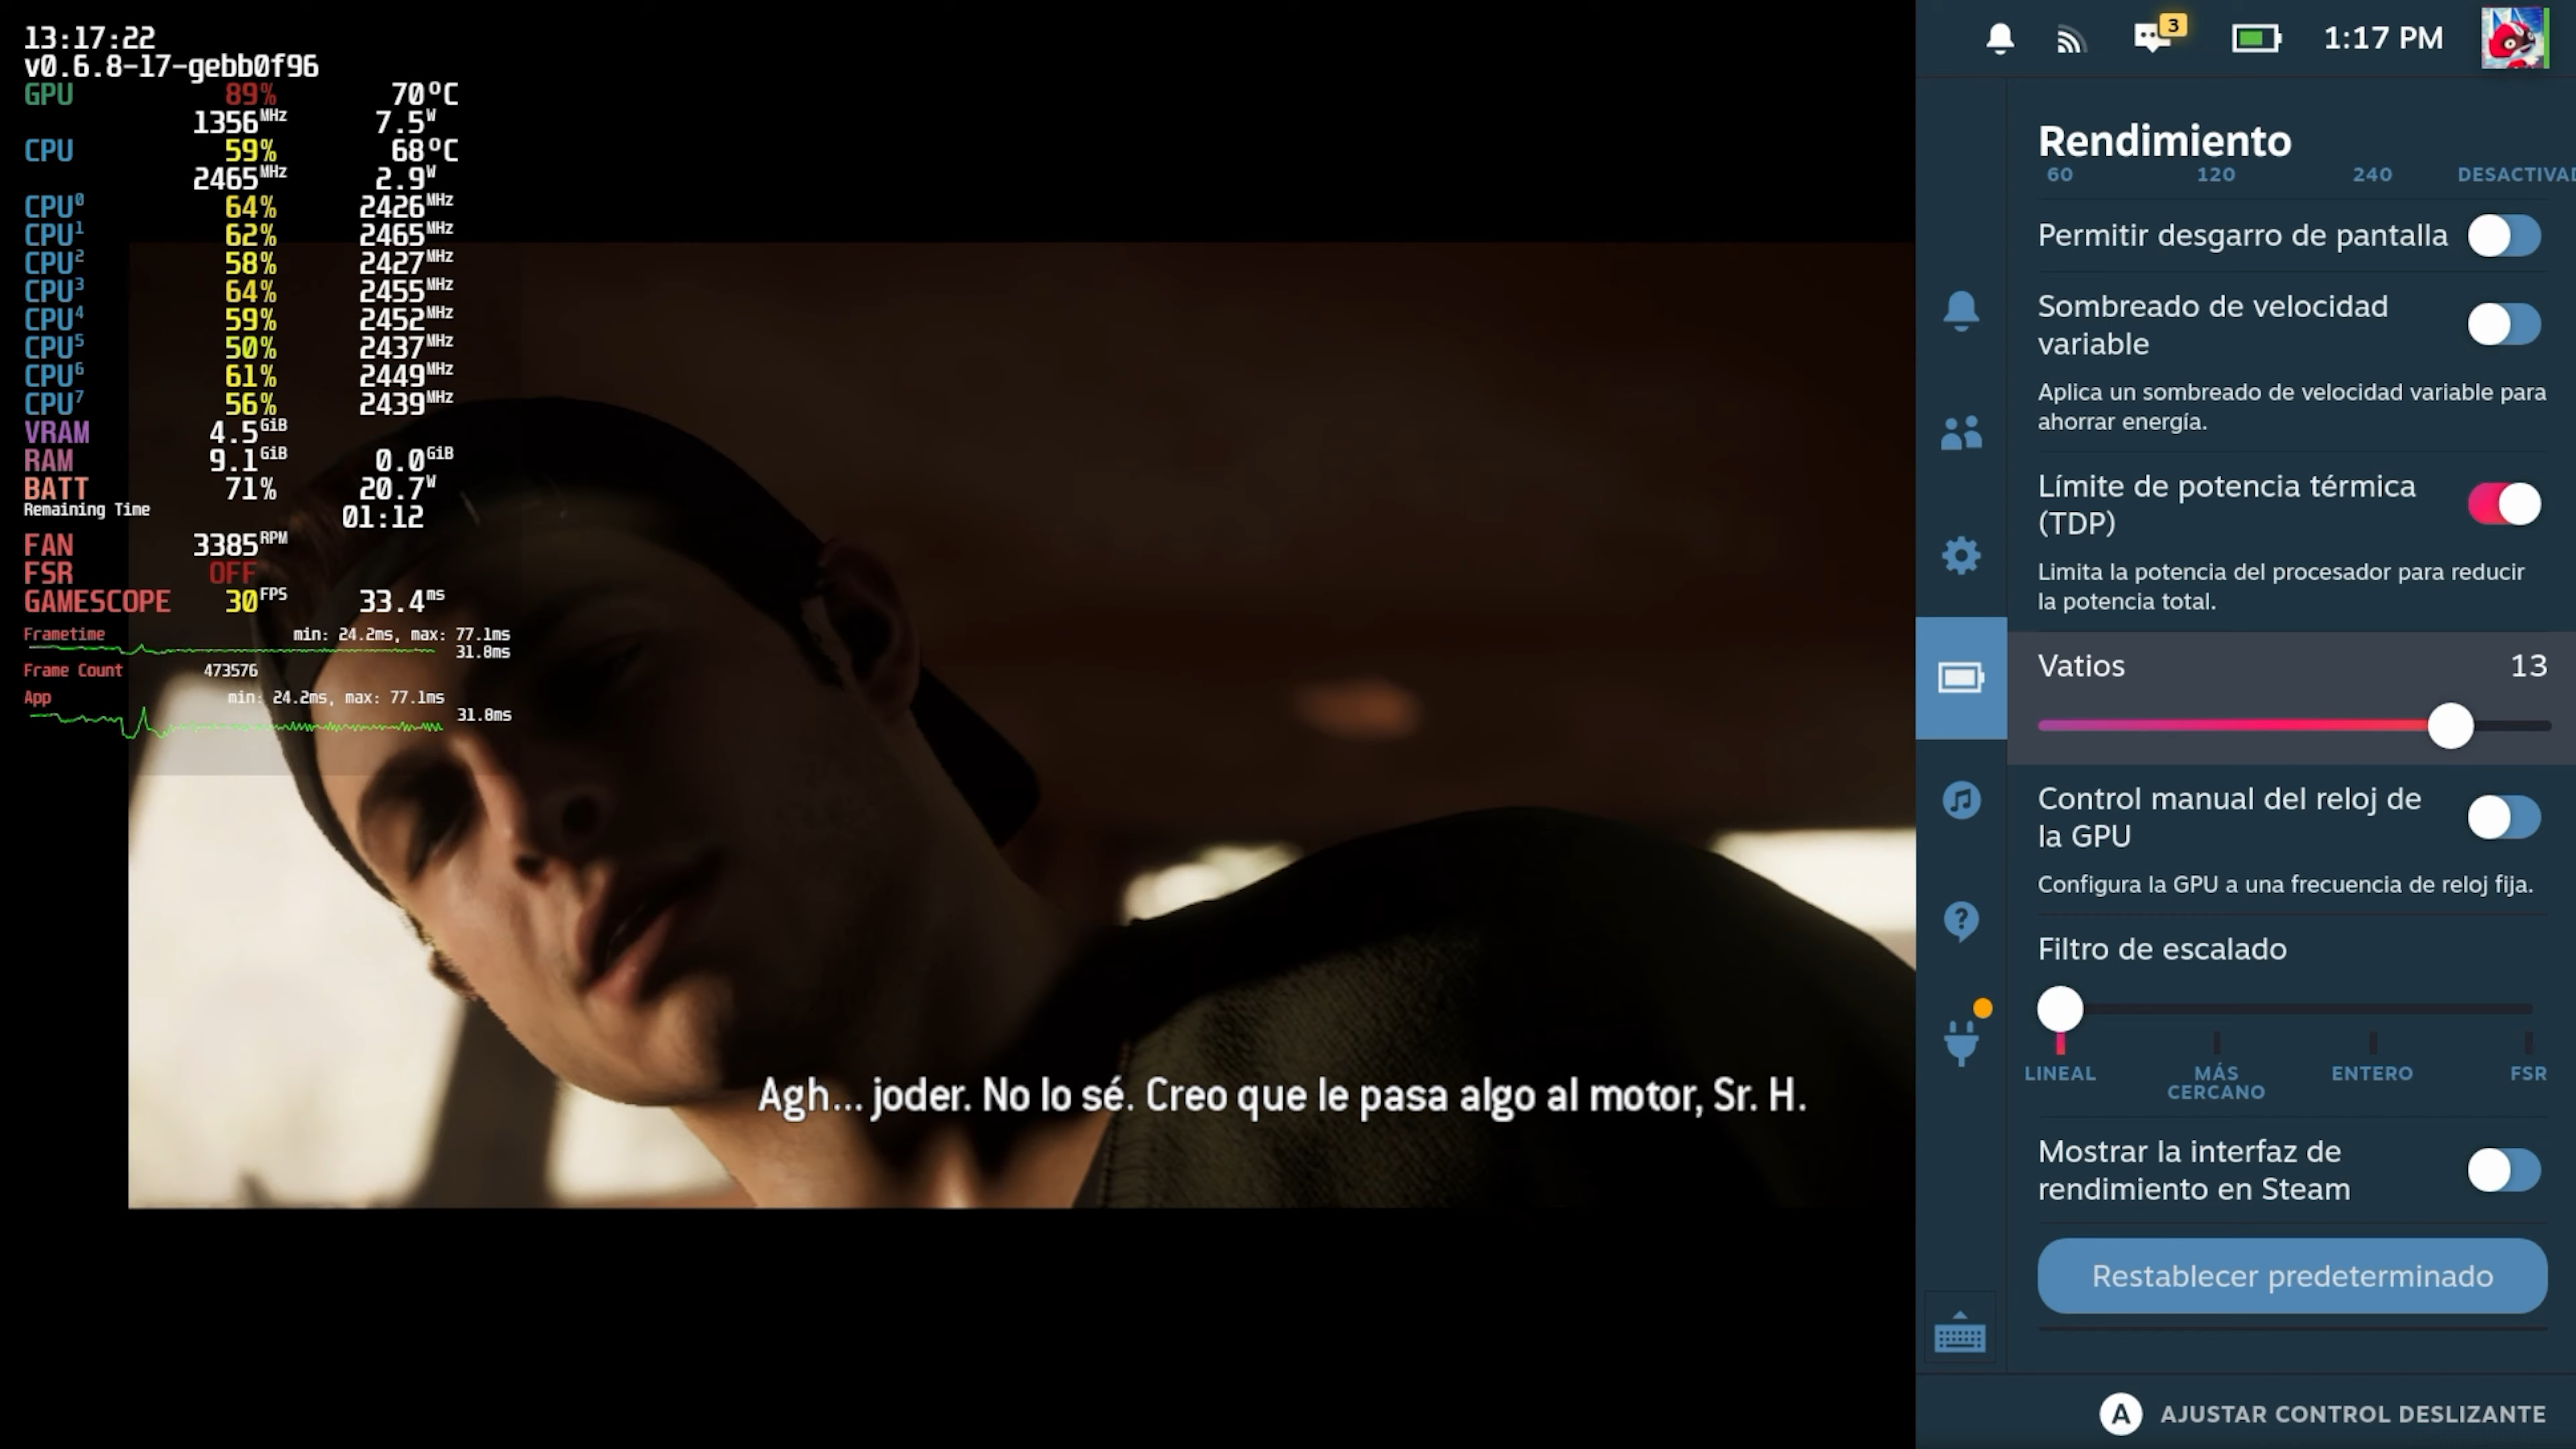 13:17:22
v0.6.8-17-gebb0f96
GPU 89% 70°C
1356MHz 7.5W
CPU 59% 68°C
2465MHz 2.9W
CPU0 64% 2426MHz
CPU1 62% 2465MHz
CPU2 58% 2427MHz
CPU3 64% 2455MHz
CPU4 59% 2452MHz
CPU5 50% 2437MHz
CPU6 61% 2449MHz
CPU7 56% 2439MHz
VRAM 4.5GiB
RAM 9.1GiB 0.0GiB
BATT 71% 20.7W
Remaining Time 01:12
FAN 3385RPM
FSR OFF
GAMESCOPE 30FPS 33.4ms
Frametime min: 24.2ms, max: 77.1ms
31.8ms
Frame Count 473576
App min: 24.2ms, max: 77.1ms
31.8ms
Agh... joder. No lo sé. Creo que le pasa algo al motor, Sr. H.
3 1:17 PM
Rendimiento
60 120 240
Permitir desgarro de pantalla
Sombreado de velocidad
variable
Aplica un sombreado de velocidad variable para
ahorrar energía.
Límite de potencia térmica
(TDP)
Limita la potencia del procesador para reducir
la potencia total.
Vatios 13
Control manual del reloj de
la GPU
Configura la GPU a una frecuencia de reloj fija.
Filtro de escalado
LINEAL MÁS ENTERO FSR
CERCANO
Mostrar la interfaz de
rendimiento en Steam
Restablecer predeterminado
A AJUSTAR CONTROL DESLIZANTE